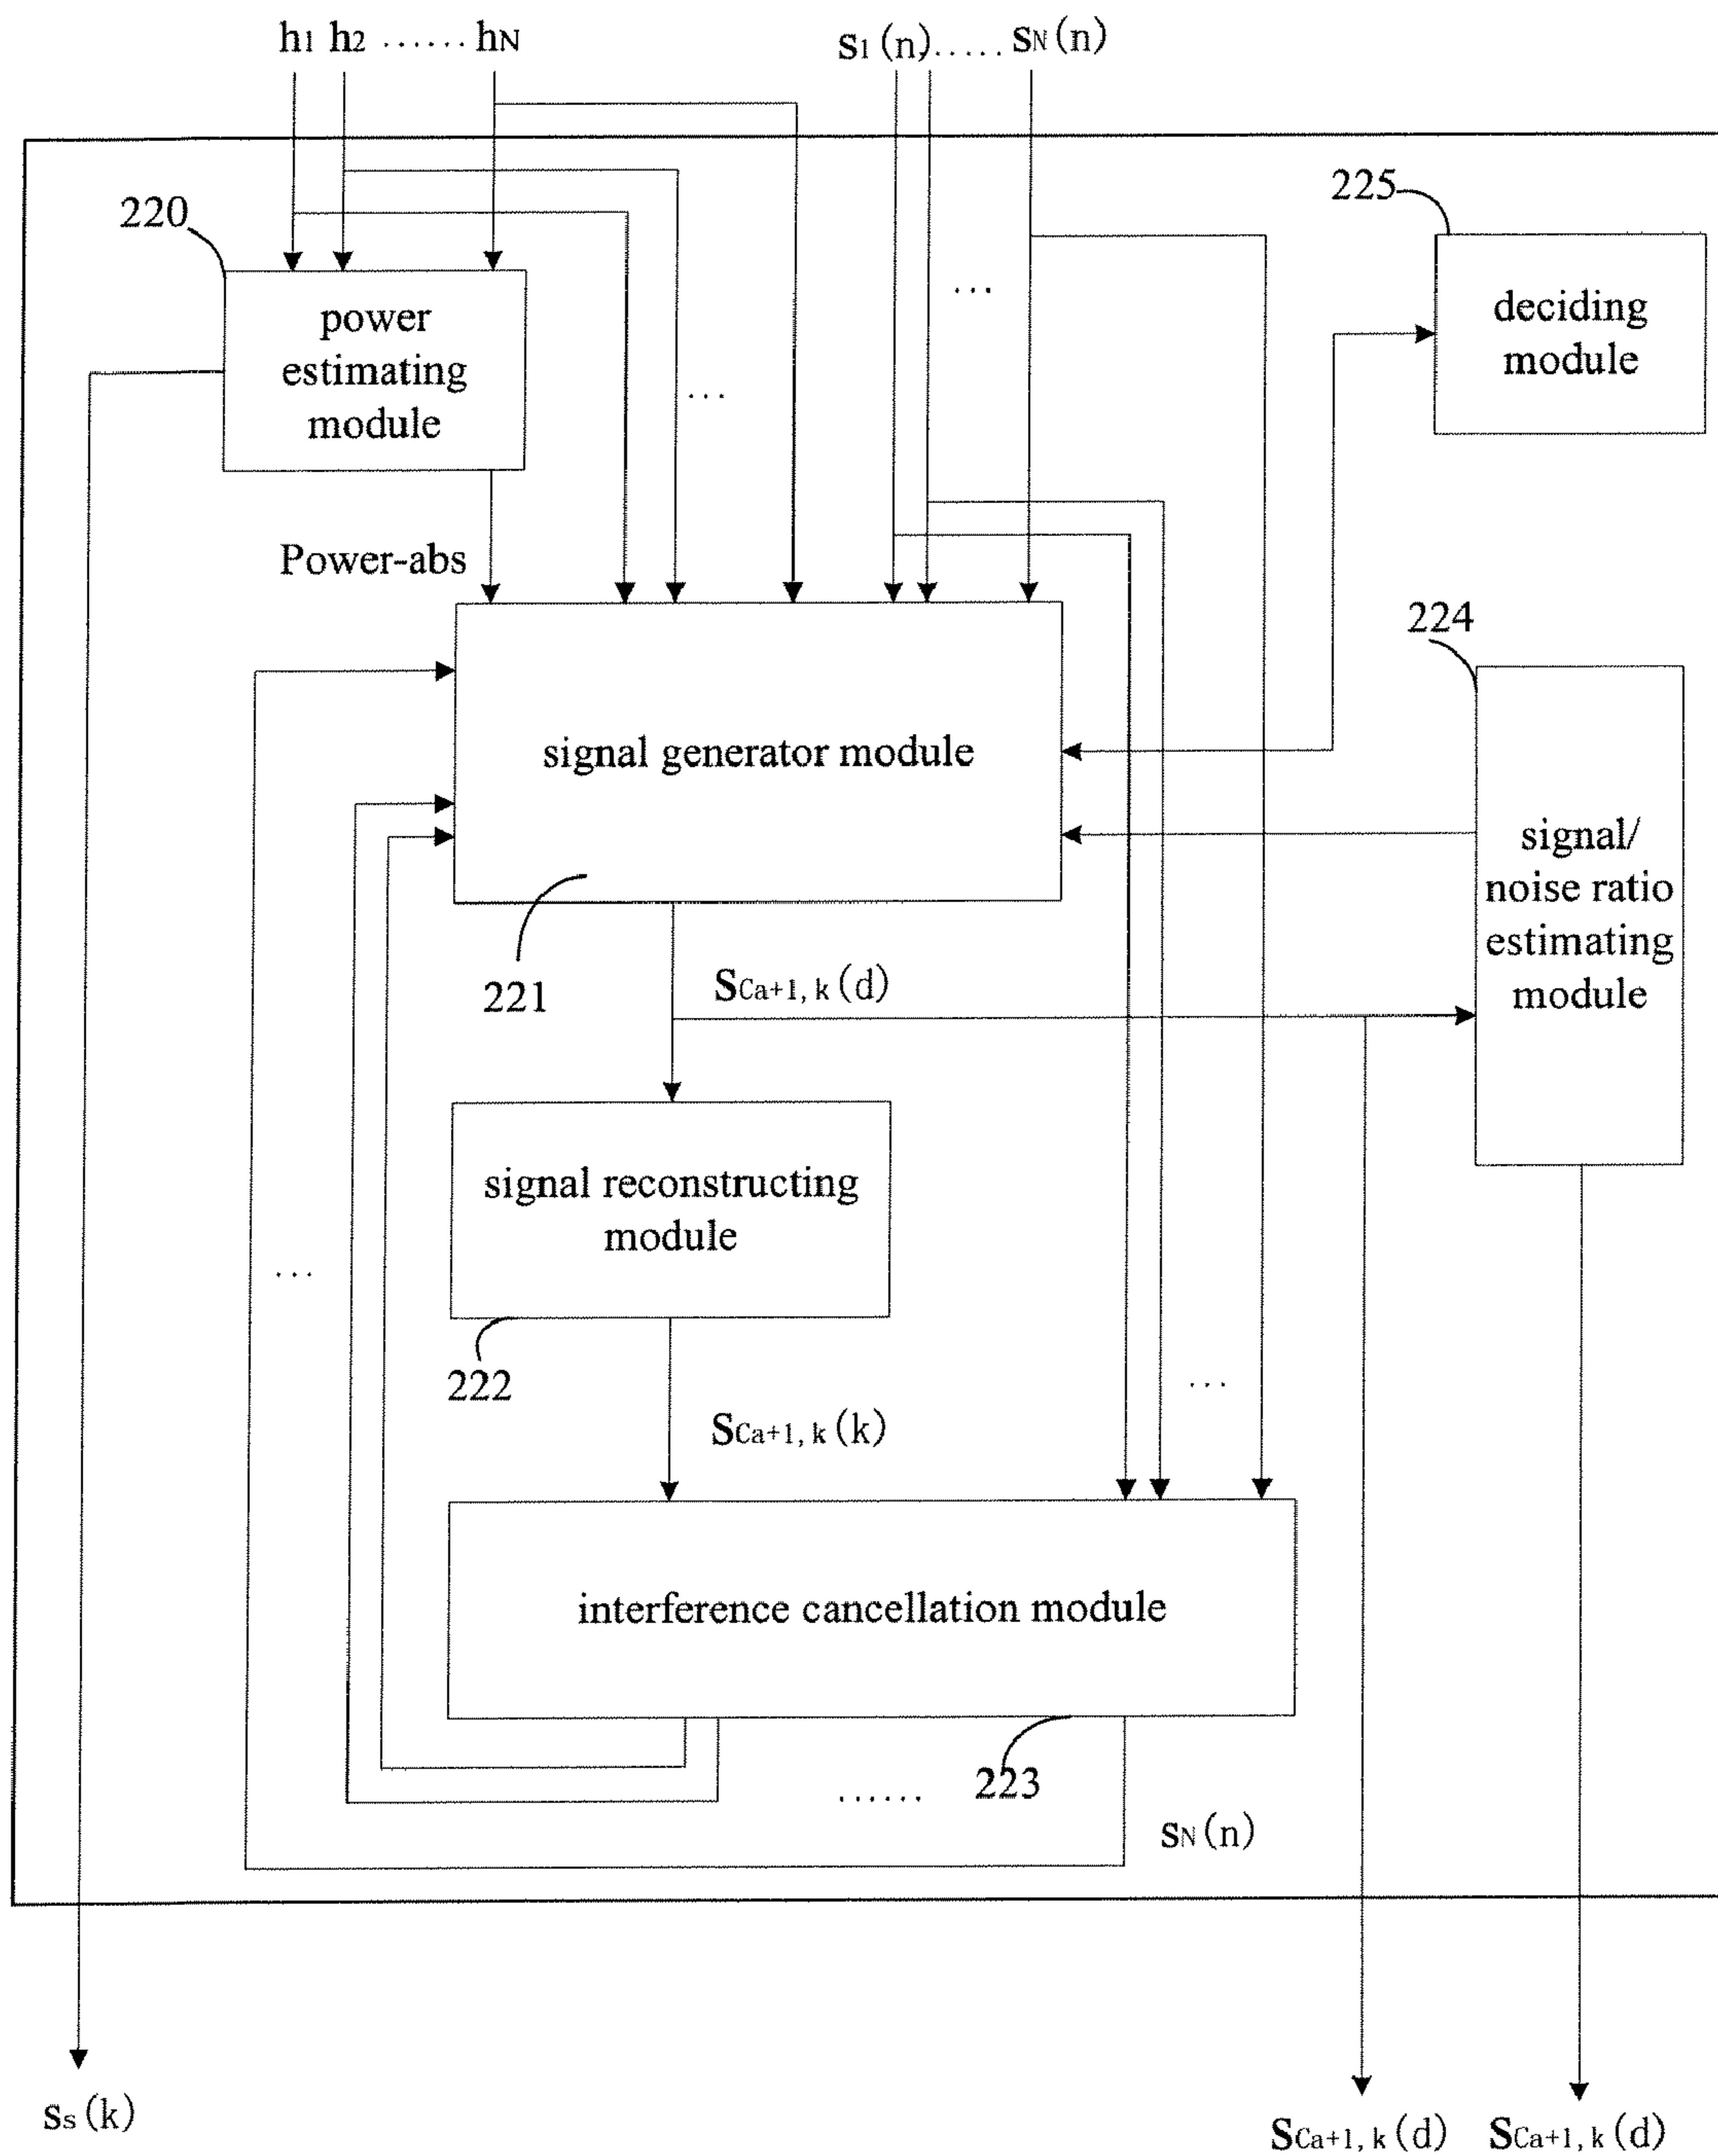 h1 h2 ...... hN
s1(n)..... sN(n)
220
225
power
estimating
module
...
...
deciding
module
Power-abs
224
signal generator module
signal/
noise ratio
estimating
module
221
SCa+1, k(d)
signal reconstructing
module
...
222
...
SCa+1, k(k)
interference cancellation module
223
......
sN(n)
ss(k)
SCa+1, k(d)
SCa+1, k(d)